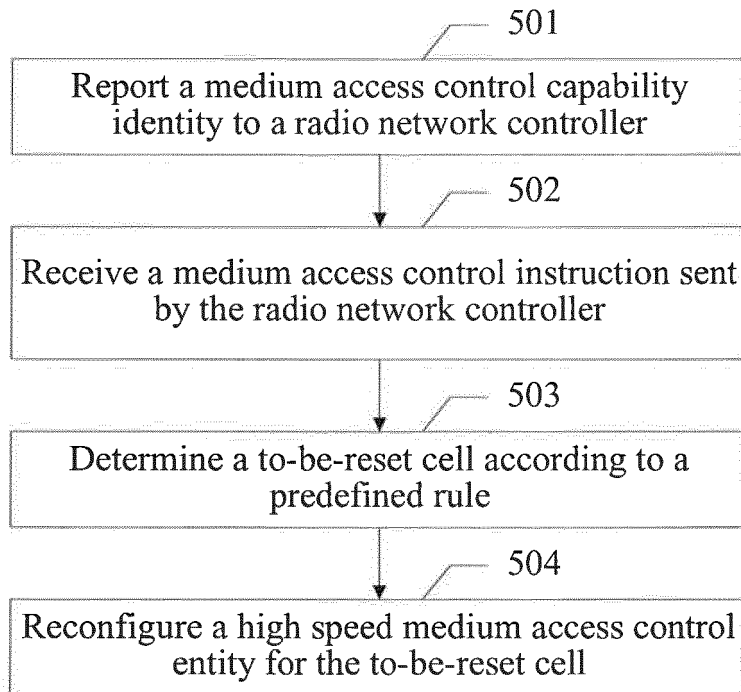 501
Report a medium access control capability
identity to a radio network controller
502
Receive a medium access control instruction sent
by the radio network controller
503
Determine a to-be-reset cell according to a
predefined rule
504
Reconfigure a high speed medium access control
entity for the to-be-reset cell